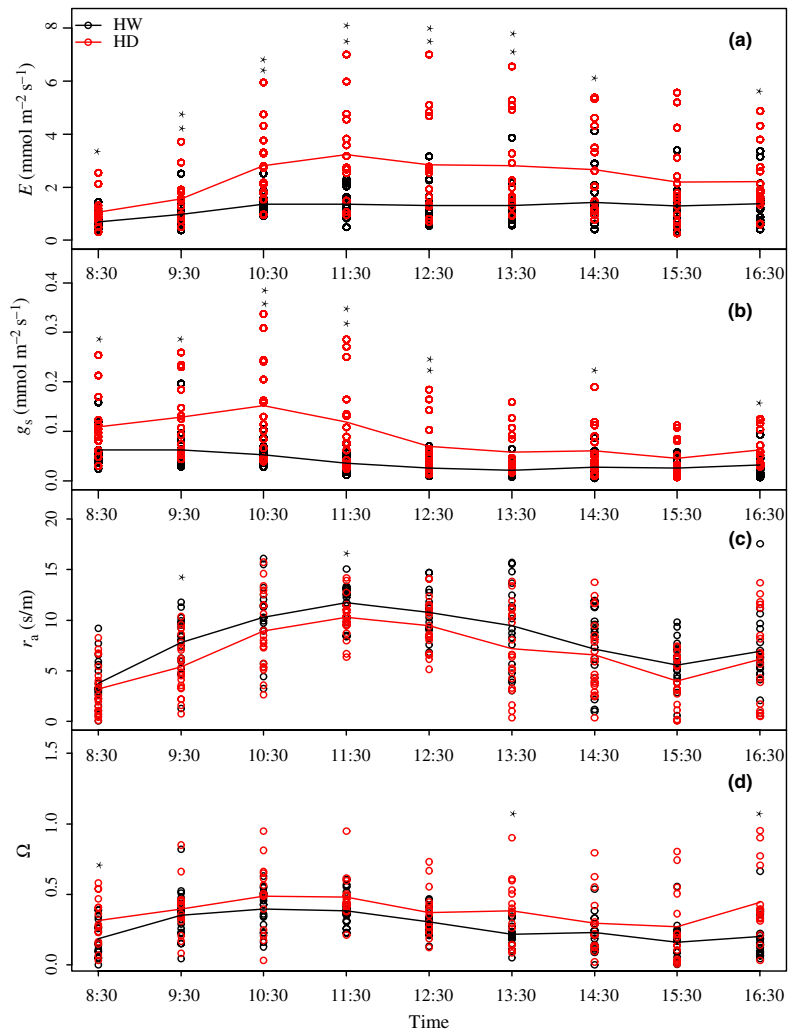 HW
HD
(a)
8
6
4
2
0
E (mmol m⁻² s⁻¹)
* * * * * * * * * * * * * *
8:30 9:30 10:30 11:30 12:30 13:30 14:30 15:30 16:30
(b)
0.4
0.3
0.2
0.1
0.0
gₛ (mmol m⁻² s⁻¹)
* * * * * * * * * *
8:30 9:30 10:30 11:30 12:30 13:30 14:30 15:30 16:30
(c)
20
15
10
5
0
rₐ (s/m)
* *
8:30 9:30 10:30 11:30 12:30 13:30 14:30 15:30 16:30
(d)
1.5
1.0
0.5
0.0
Ω
* * *
8:30 9:30 10:30 11:30 12:30 13:30 14:30 15:30 16:30
Time